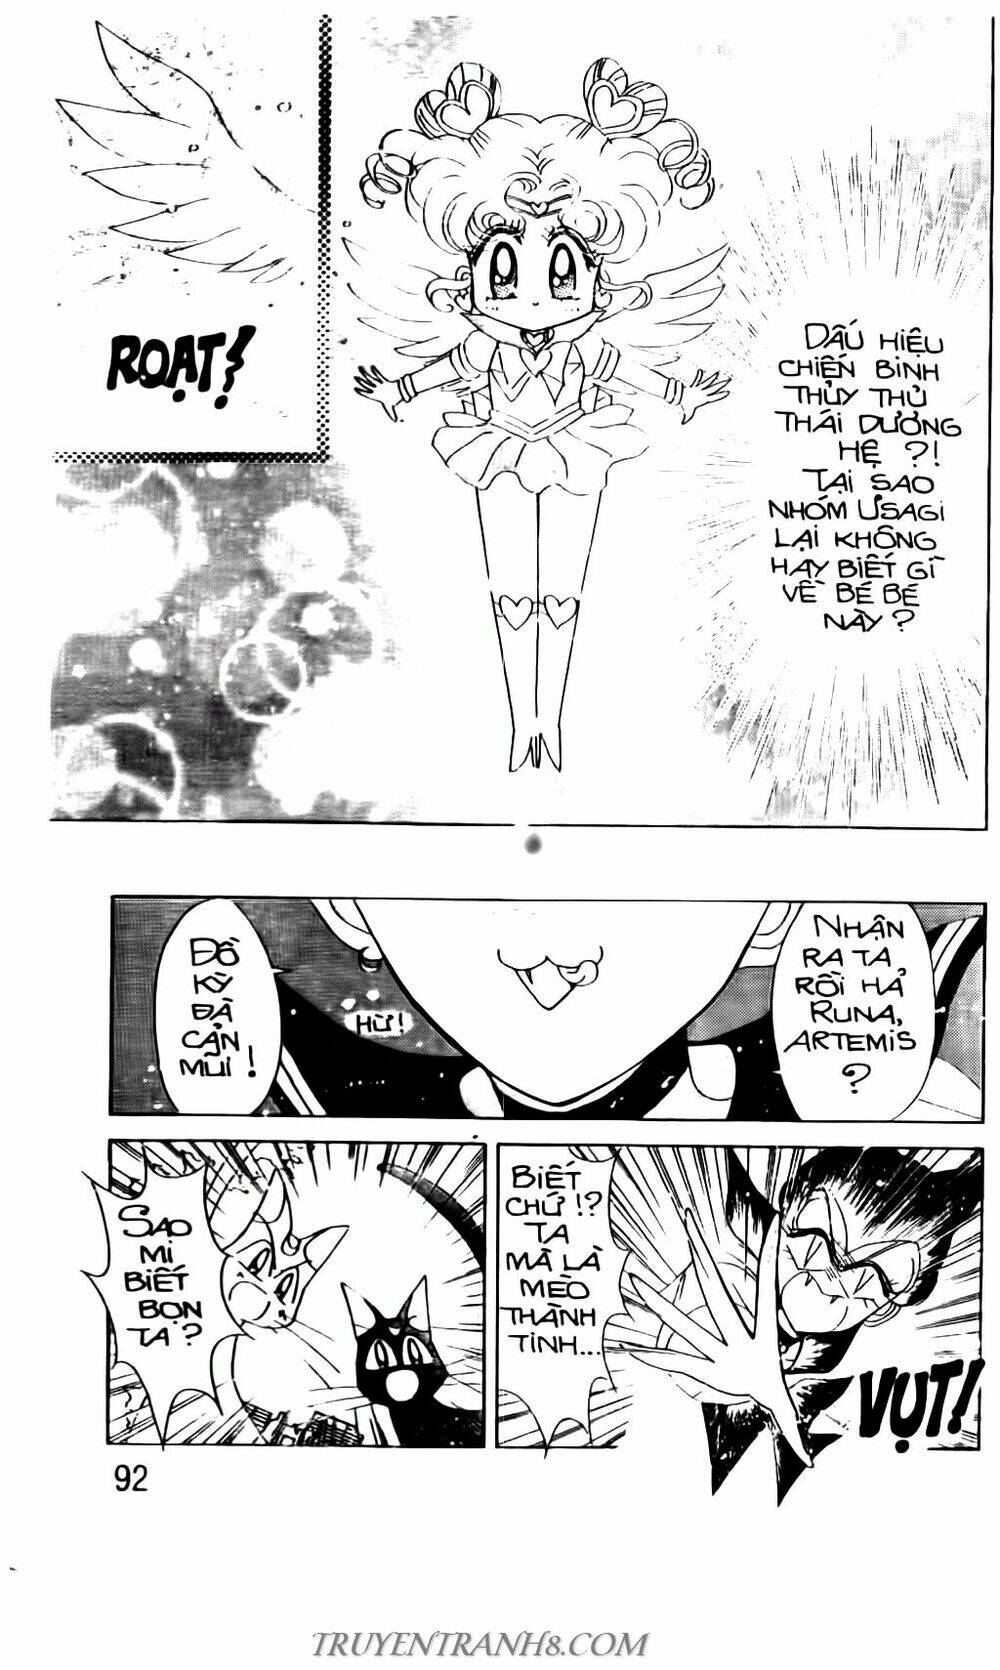 ROẠT!
DẤU HIỆU
CHIẾN BINH
THỦY THỦ
THÁI DƯƠNG
HỆ ?!
TẠI SAO
NHÓM USAGI
LẠI KHÔNG
HAY BIẾT GÌ
VỀ BÉ BÉ
NÀY ?
ĐỒ
KỲ
ĐÀ
CẢN
MŨI !
HỪ !
NHẬN
RA TA
RỒI HẢ
RUNA,
ARTEMIS
?
SAO
MI
BIẾT
BỌN
TA ?
BIẾT
CHỨ !?
TA
MÀ LÀ
MÈO
THÀNH
TINH...
VỤT!
92
TRUYENTRANH8.COM